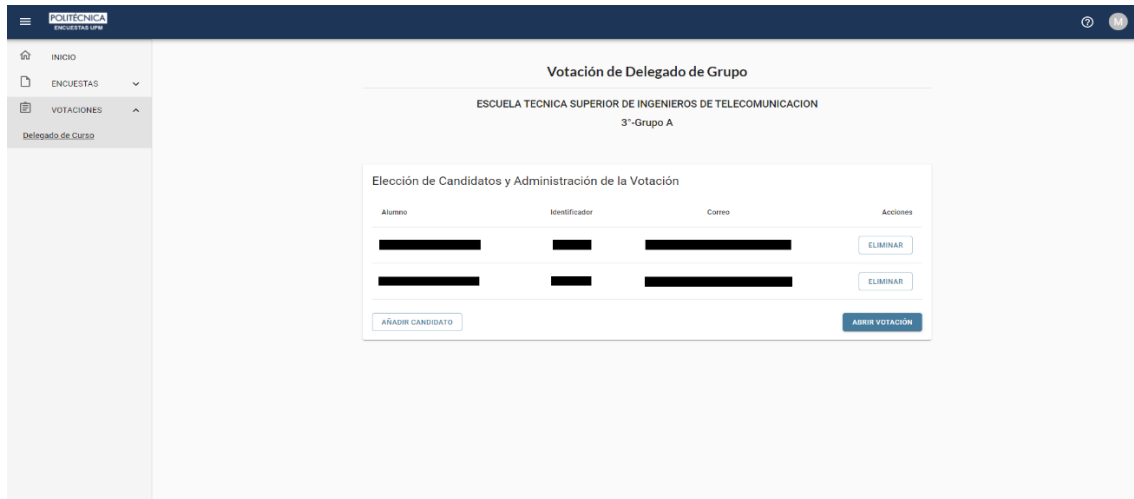 POLITÉCNICA
ENCUESTAS UPM
M
INICIO
ENCUESTAS
VOTACIONES
Delegado de Curso
Votación de Delegado de Grupo
ESCUELA TECNICA SUPERIOR DE INGENIEROS DE TELECOMUNICACION
3°-Grupo A
Elección de Candidatos y Administración de la Votación
Alumno Identificador Correo Acciones
ELIMINAR
ELIMINAR
AÑADIR CANDIDATO ABRIR VOTACIÓN